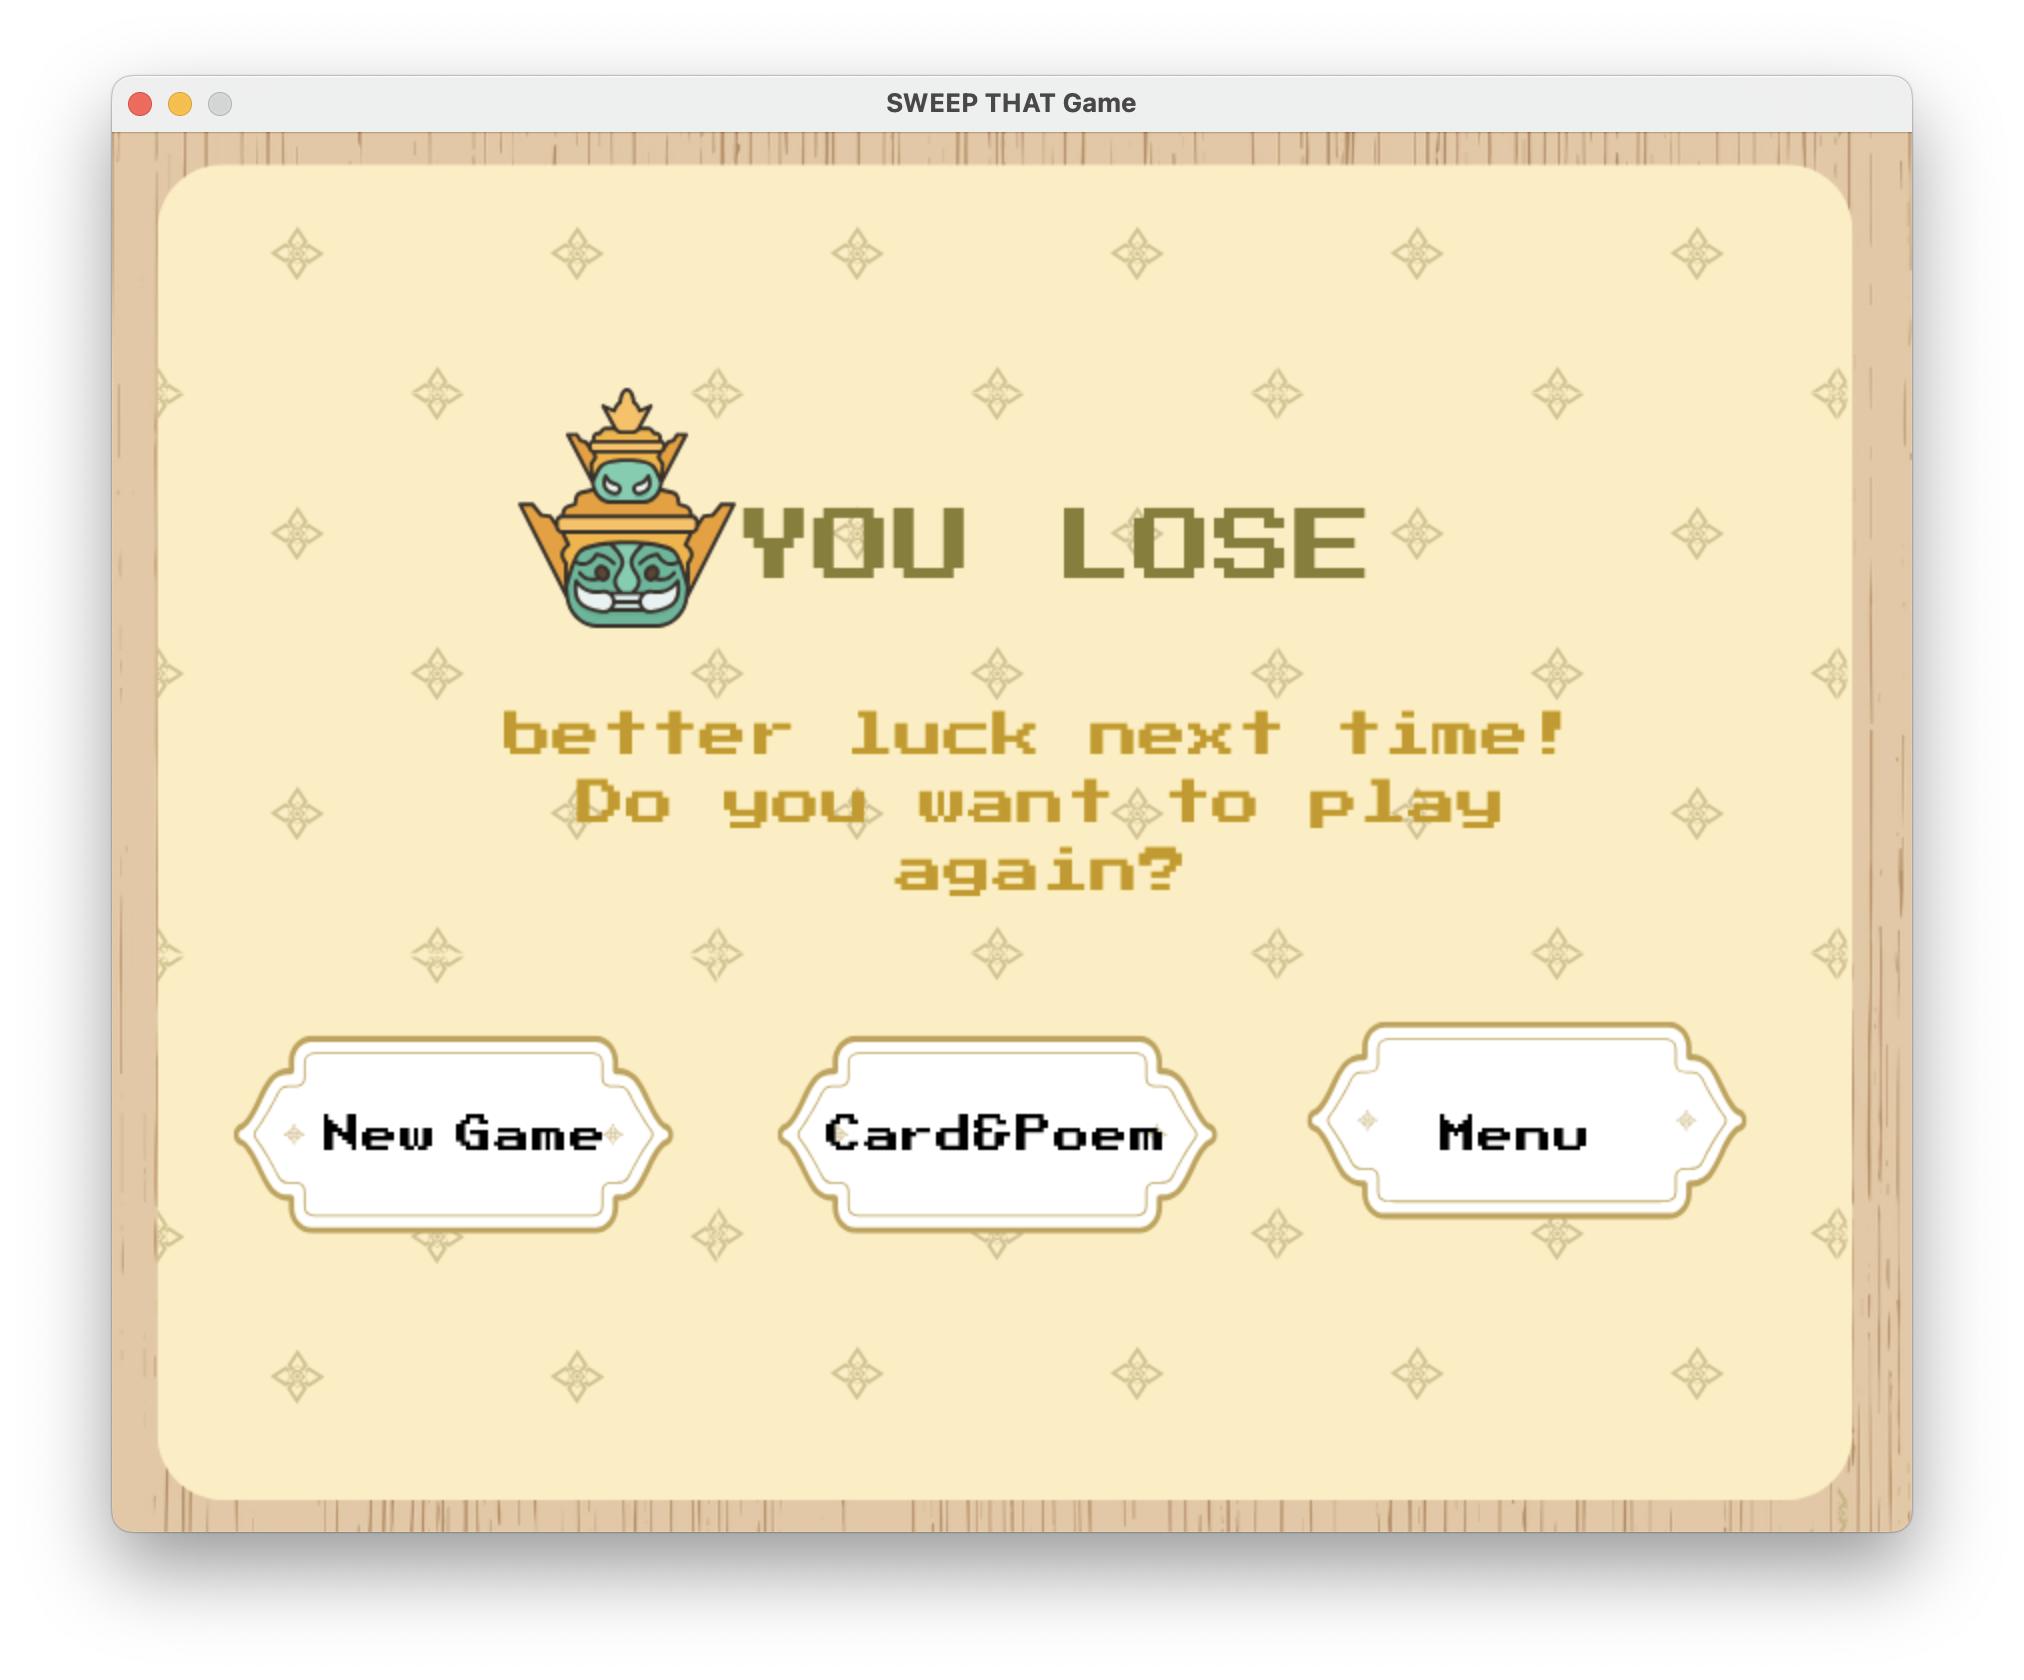 SWEEP THAT Game
YOU LOSE
better luck next time!
Do you want to play
again?
New Game
Card&Poem
Menu